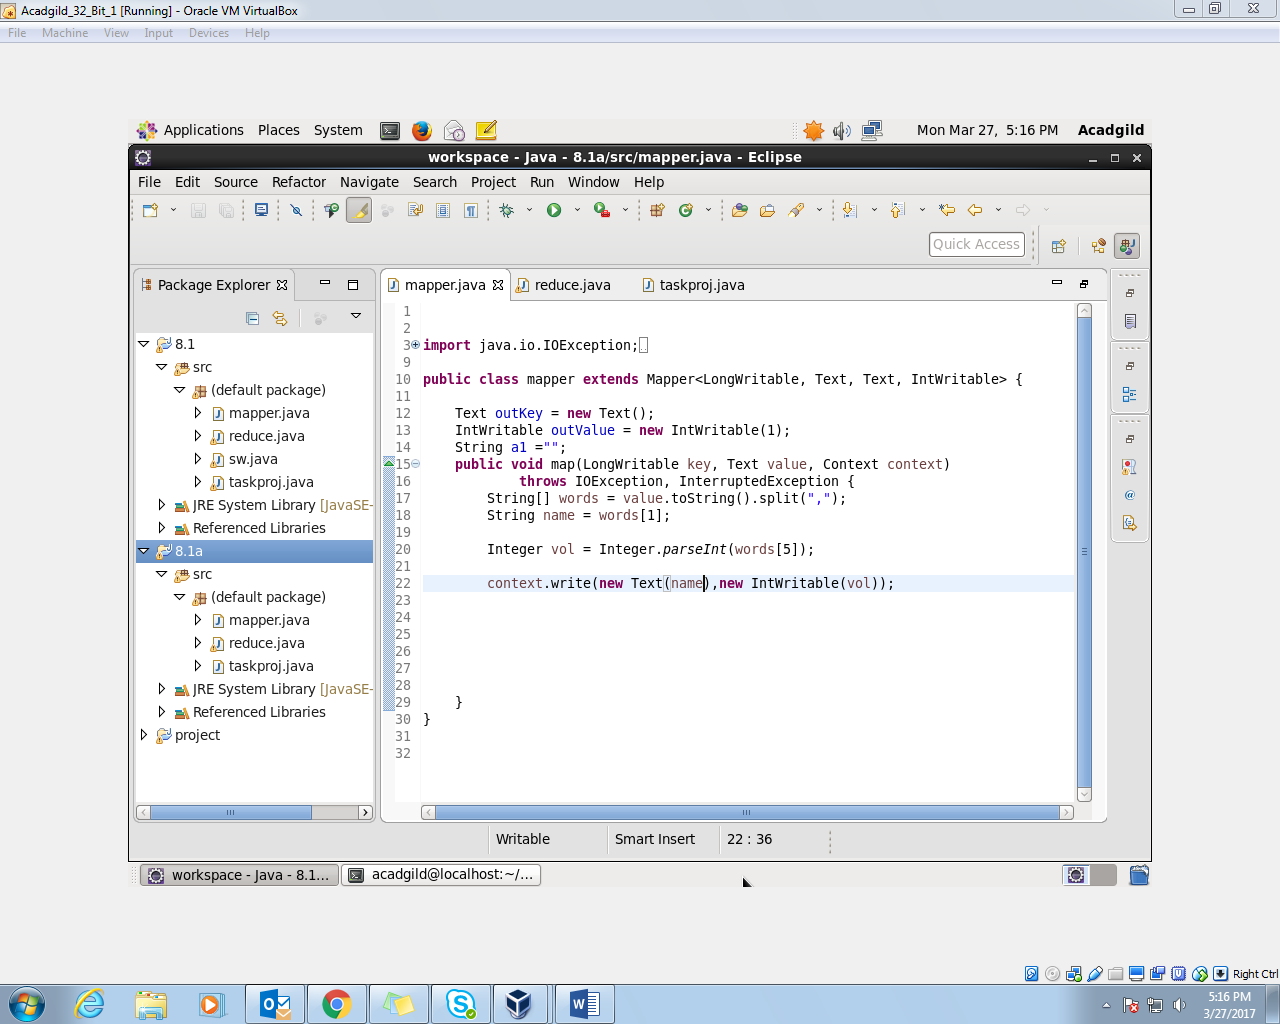 Acadgild_32_Bit_1 [Running] - Oracle VM VirtualBox
File Machine View Input Devices Help
Applications Places System Mon Mar 27, 5:16 PM Acadgild
workspace - Java - 8.1a/src/mapper.java - Eclipse
File Edit Source Refactor Navigate Search Project Run Window Help
Quick Access
Package Explorer
8.1
src
(default package)
mapper.java
reduce.java
sw.java
taskproj.java
JRE System Library [JavaSE-
Referenced Libraries
8.1a
src
(default package)
mapper.java
reduce.java
taskproj.java
JRE System Library [JavaSE-
Referenced Libraries
project
mapper.java reduce.java taskproj.java
1
2
3 import java.io.IOException;
9
10 public class mapper extends Mapper<LongWritable, Text, Text, IntWritable> {
11
12 Text outKey = new Text();
13 IntWritable outValue = new IntWritable(1);
14 String a1 ="";
15 public void map(LongWritable key, Text value, Context context)
16 throws IOException, InterruptedException {
17 String[] words = value.toString().split(",");
18 String name = words[1];
19
20 Integer vol = Integer.parseInt(words[5]);
21
22 context.write(new Text(name),new IntWritable(vol));
23
24
25
26
27
28
29 }
30 }
31
32
Writable Smart Insert 22 : 36
workspace - Java - 8.1... acadgild@localhost:~/...
Right Ctrl
5:16 PM
3/27/2017